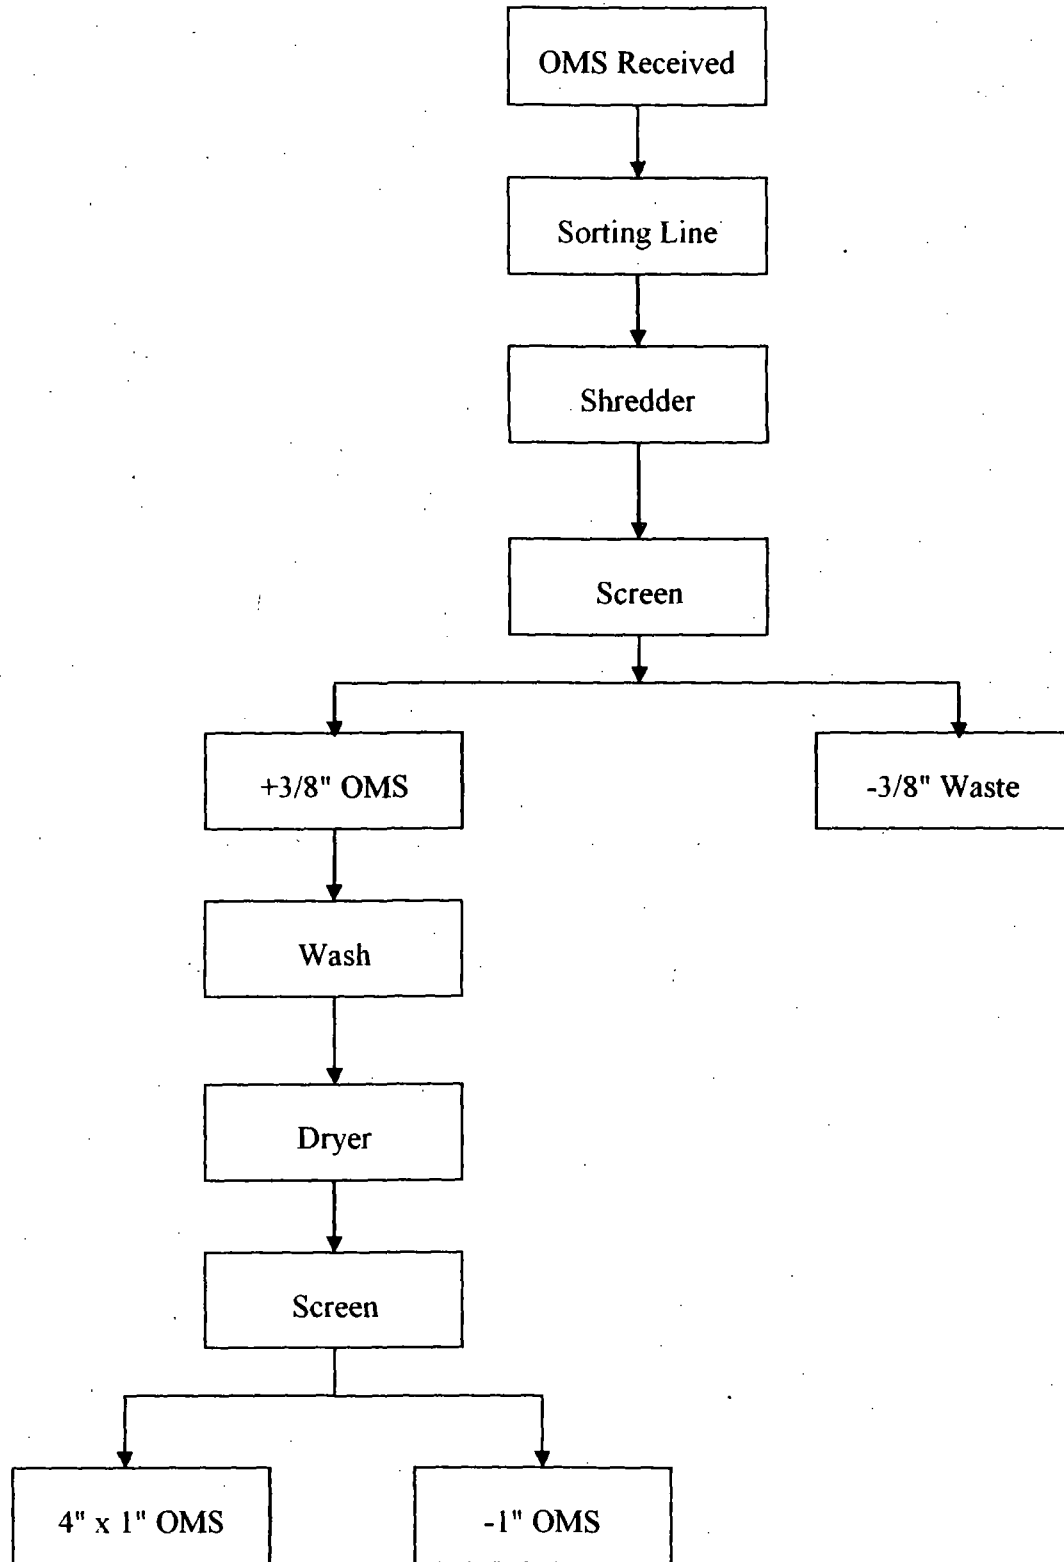 OMS Received
Sorting Line
Shredder
Screen
+3/8" OMS
-3/8" Waste
Wash
Dryer
Screen
4" x 1" OMS
-1" OMS